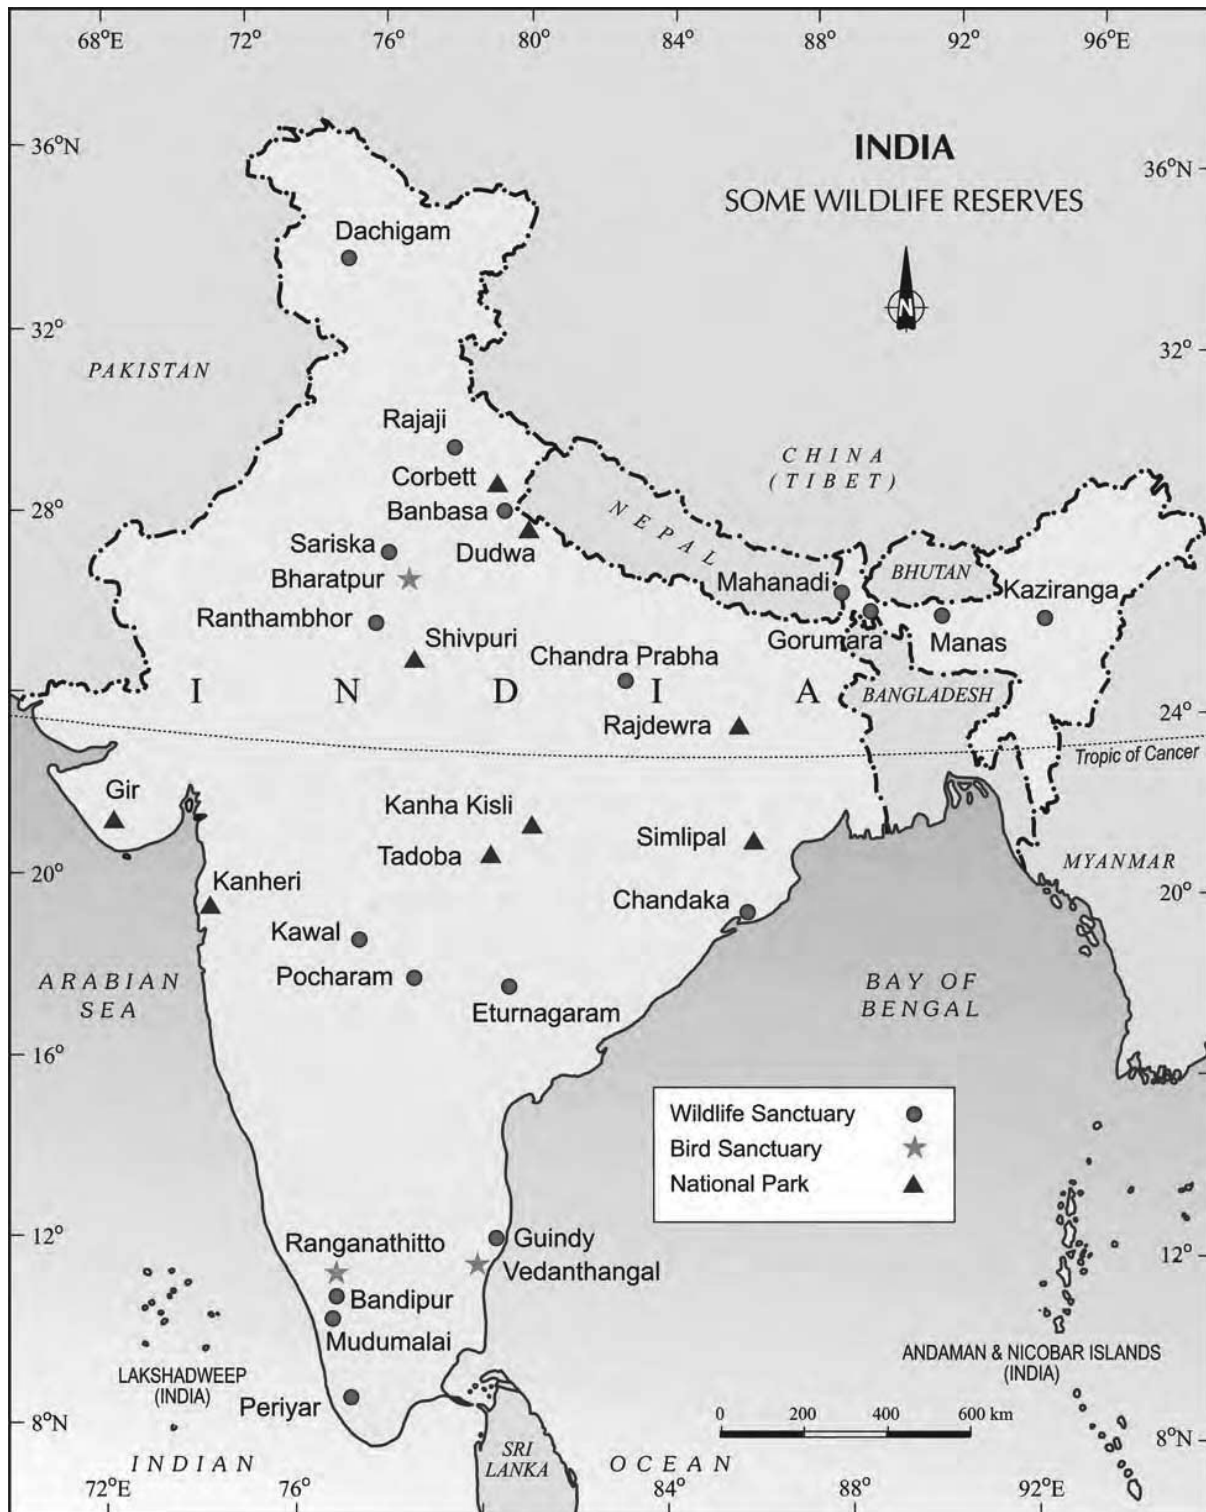 68°E 72° 76° 80° 84° 88° 92° 96°E
36°N
INDIA
36°N
SOME WILDLIFE RESERVES
Dachigam
N
32°
32°
PAKISTAN
Rajaji
CHINA
(TIBET)
Corbett
28°
Banbasa
NEPAL
28°
Sariska
Dudwa
Bharatpur
Mahanadi
BHUTAN
Kaziranga
Ranthambhor
Shivpuri
Gorumara
Manas
Chandra Prabha
24°
INDIA
BANGLADESH
24°
Rajdewra
Tropic of Cancer
Gir
Kanha Kisli
Simlipal
Tadoba
MYANMAR
20°
Kanheri
20°
Chandaka
Kawal
Pocharam
ARABIAN
SEA
BAY OF
BENGAL
Eturnagaram
16°
16°
Wildlife Sanctuary
Bird Sanctuary
National Park
12°
Ranganathitto
Guindy
12°
Vedanthangal
Bandipur
Mudumalai
LAKSHADWEEP
(INDIA)
ANDAMAN & NICOBAR ISLANDS
(INDIA)
Periyar
8°N
0 200 400 600 km
8°N
SRI
LANKA
INDIAN OCEAN
72°E 76° 84° 88° 92°E